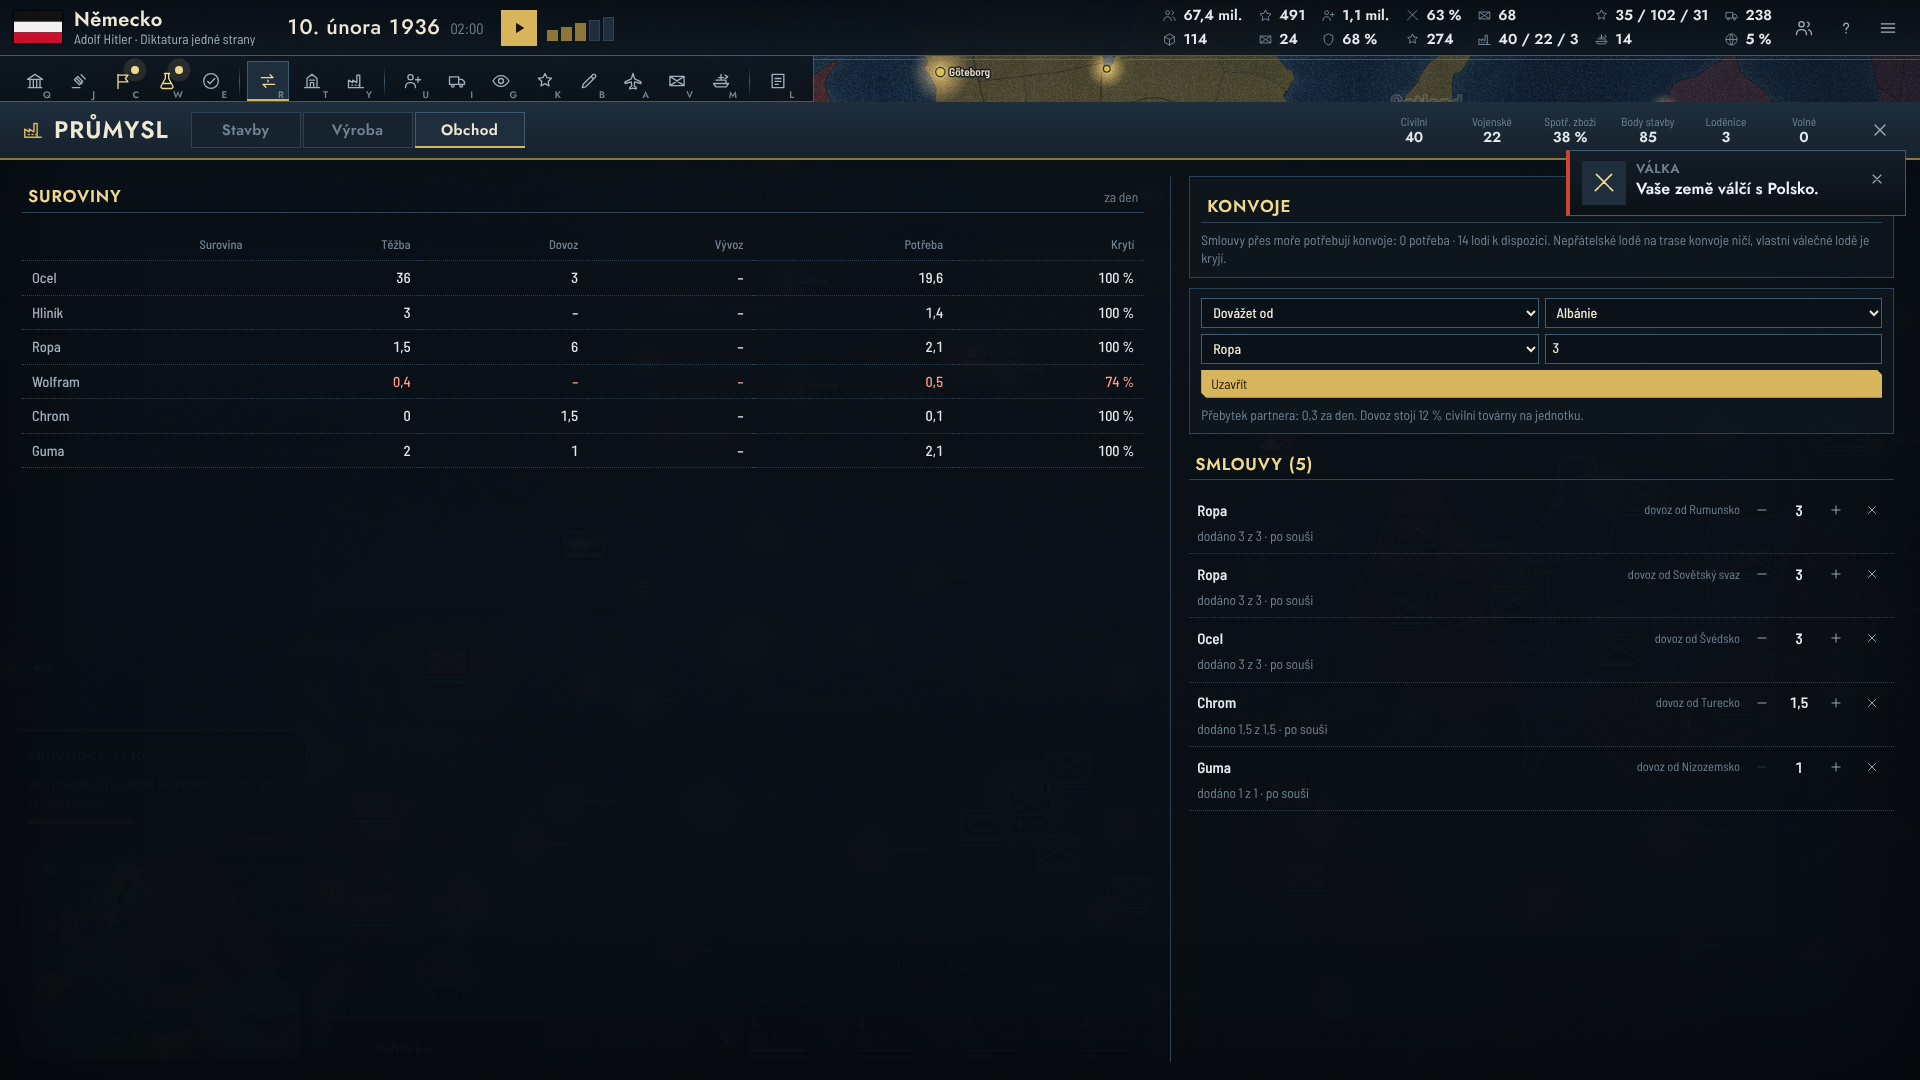 Německo
Adolf Hitler · Diktatura jedné strany
10. února 1936 02:00
67,4 mil. 491 1,1 mil. 63 % 68 35 / 102 / 31 238
114 24 68 % 274 40 / 22 / 3 14 5 %
?
Q J C W E R T Y U I G K B A V M L
Göteborg
PRŮMYSL
Stavby
Výroba
Obchod
Civilní Vojenské Spotř. zboží Body stavby Loděnice Volné
40 22 38 % 85 3 0
VÁLKA
Vaše země válčí s Polsko.
SUROVINY
za den
Surovina Těžba Dovoz Vývoz Potřeba Krytí
Ocel 36 3 – 19,6 100 %
Hliník 3 – – 1,4 100 %
Ropa 1,5 6 – 2,1 100 %
Wolfram 0,4 – – 0,5 74 %
Chrom 0 1,5 – 0,1 100 %
Guma 2 1 – 2,1 100 %
KONVOJE
Smlouvy přes moře potřebují konvoje: 0 potřeba · 14 lodí k dispozici. Nepřátelské lodě na trase konvoje ničí, vlastní válečné lodě je
kryjí.
Dovážet od
Albánie
Ropa
3
Uzavřít
Přebytek partnera: 0,3 za den. Dovoz stojí 12 % civilní továrny na jednotku.
SMLOUVY (5)
Ropa dovoz od Rumunsko − 3 +
dodáno 3 z 3 · po souši
Ropa dovoz od Sovětský svaz − 3 +
dodáno 3 z 3 · po souši
Ocel dovoz od Švédsko − 3 +
dodáno 3 z 3 · po souši
Chrom dovoz od Turecko − 1,5 +
dodáno 1,5 z 1,5 · po souši
Guma dovoz od Nizozemsko − 1 +
dodáno 1 z 1 · po souši